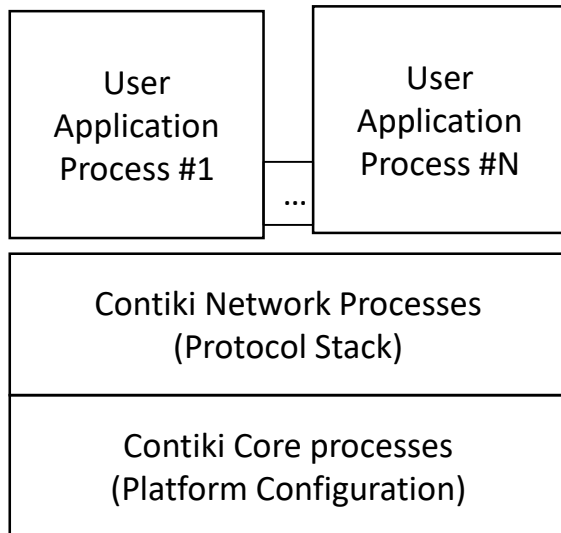 User
Application
Process #1
...
User
Application
Process #N
Contiki Network Processes
(Protocol Stack)
Contiki Core processes
(Platform Configuration)